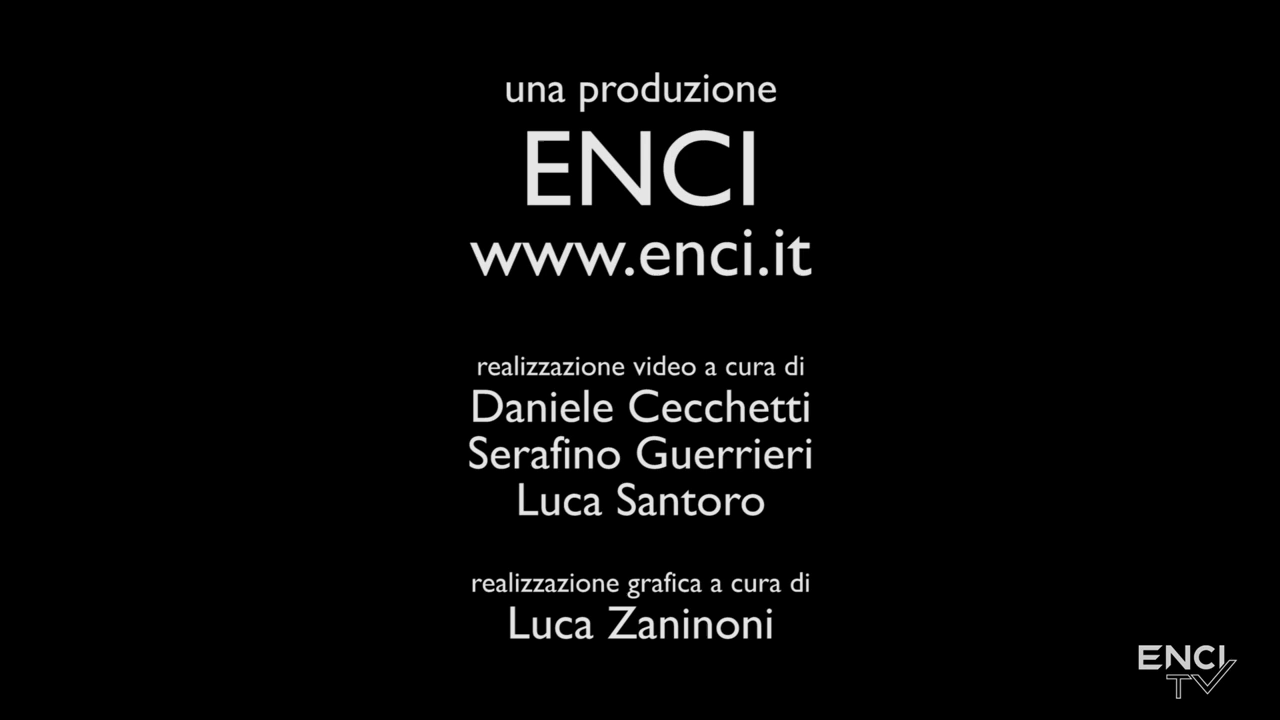 una produzione
ENCI
www.enci.it
realizzazione video a cura di
Daniele Cecchetti
Serafino Guerrieri
Luca Santoro
realizzazione grafica a cura di
Luca Zaninoni
ENCI
TV